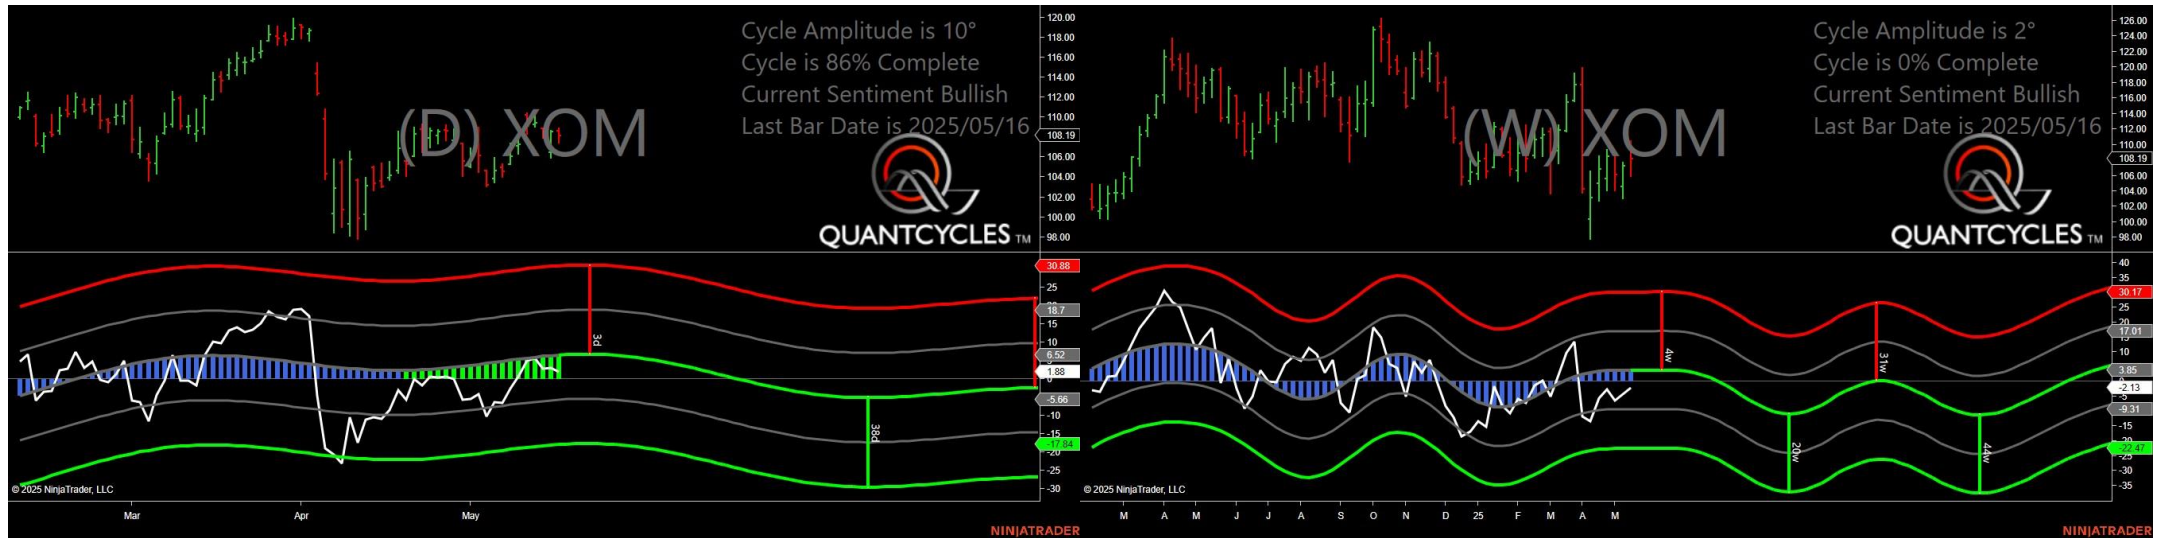 Cycle Amplitude is 10°
Cycle is 86% Complete
Current Sentiment Bullish
Last Bar Date is 2025/05/16
(D) XOM
QUANTCYCLES TM
120.00
118.00
116.00
114.00
112.00
110.00
108.19
106.00
104.00
102.00
100.00
98.00
30.88
25
18.7
15
10
6.52
1.88
-5.66
-10
-15
-17.84
-20
-25
-30
3d
38d
© 2025 NinjaTrader, LLC
Mar
Apr
May
NINJATRADER
Cycle Amplitude is 2°
Cycle is 0% Complete
Current Sentiment Bullish
Last Bar Date is 2025/05/16
(W) XOM
QUANTCYCLES TM
126.00
124.00
122.00
120.00
118.00
116.00
114.00
112.00
110.00
108.19
106.00
104.00
102.00
100.00
98.00
40
35
30.17
25
20
17.01
10
3.85
-2.13
-5
-9.31
-15
-22.47
-25
-30
-35
4w
31w
20w
44w
© 2025 NinjaTrader, LLC
M
A
M
J
J
A
S
O
N
D
25
F
M
A
M
NINJATRADER